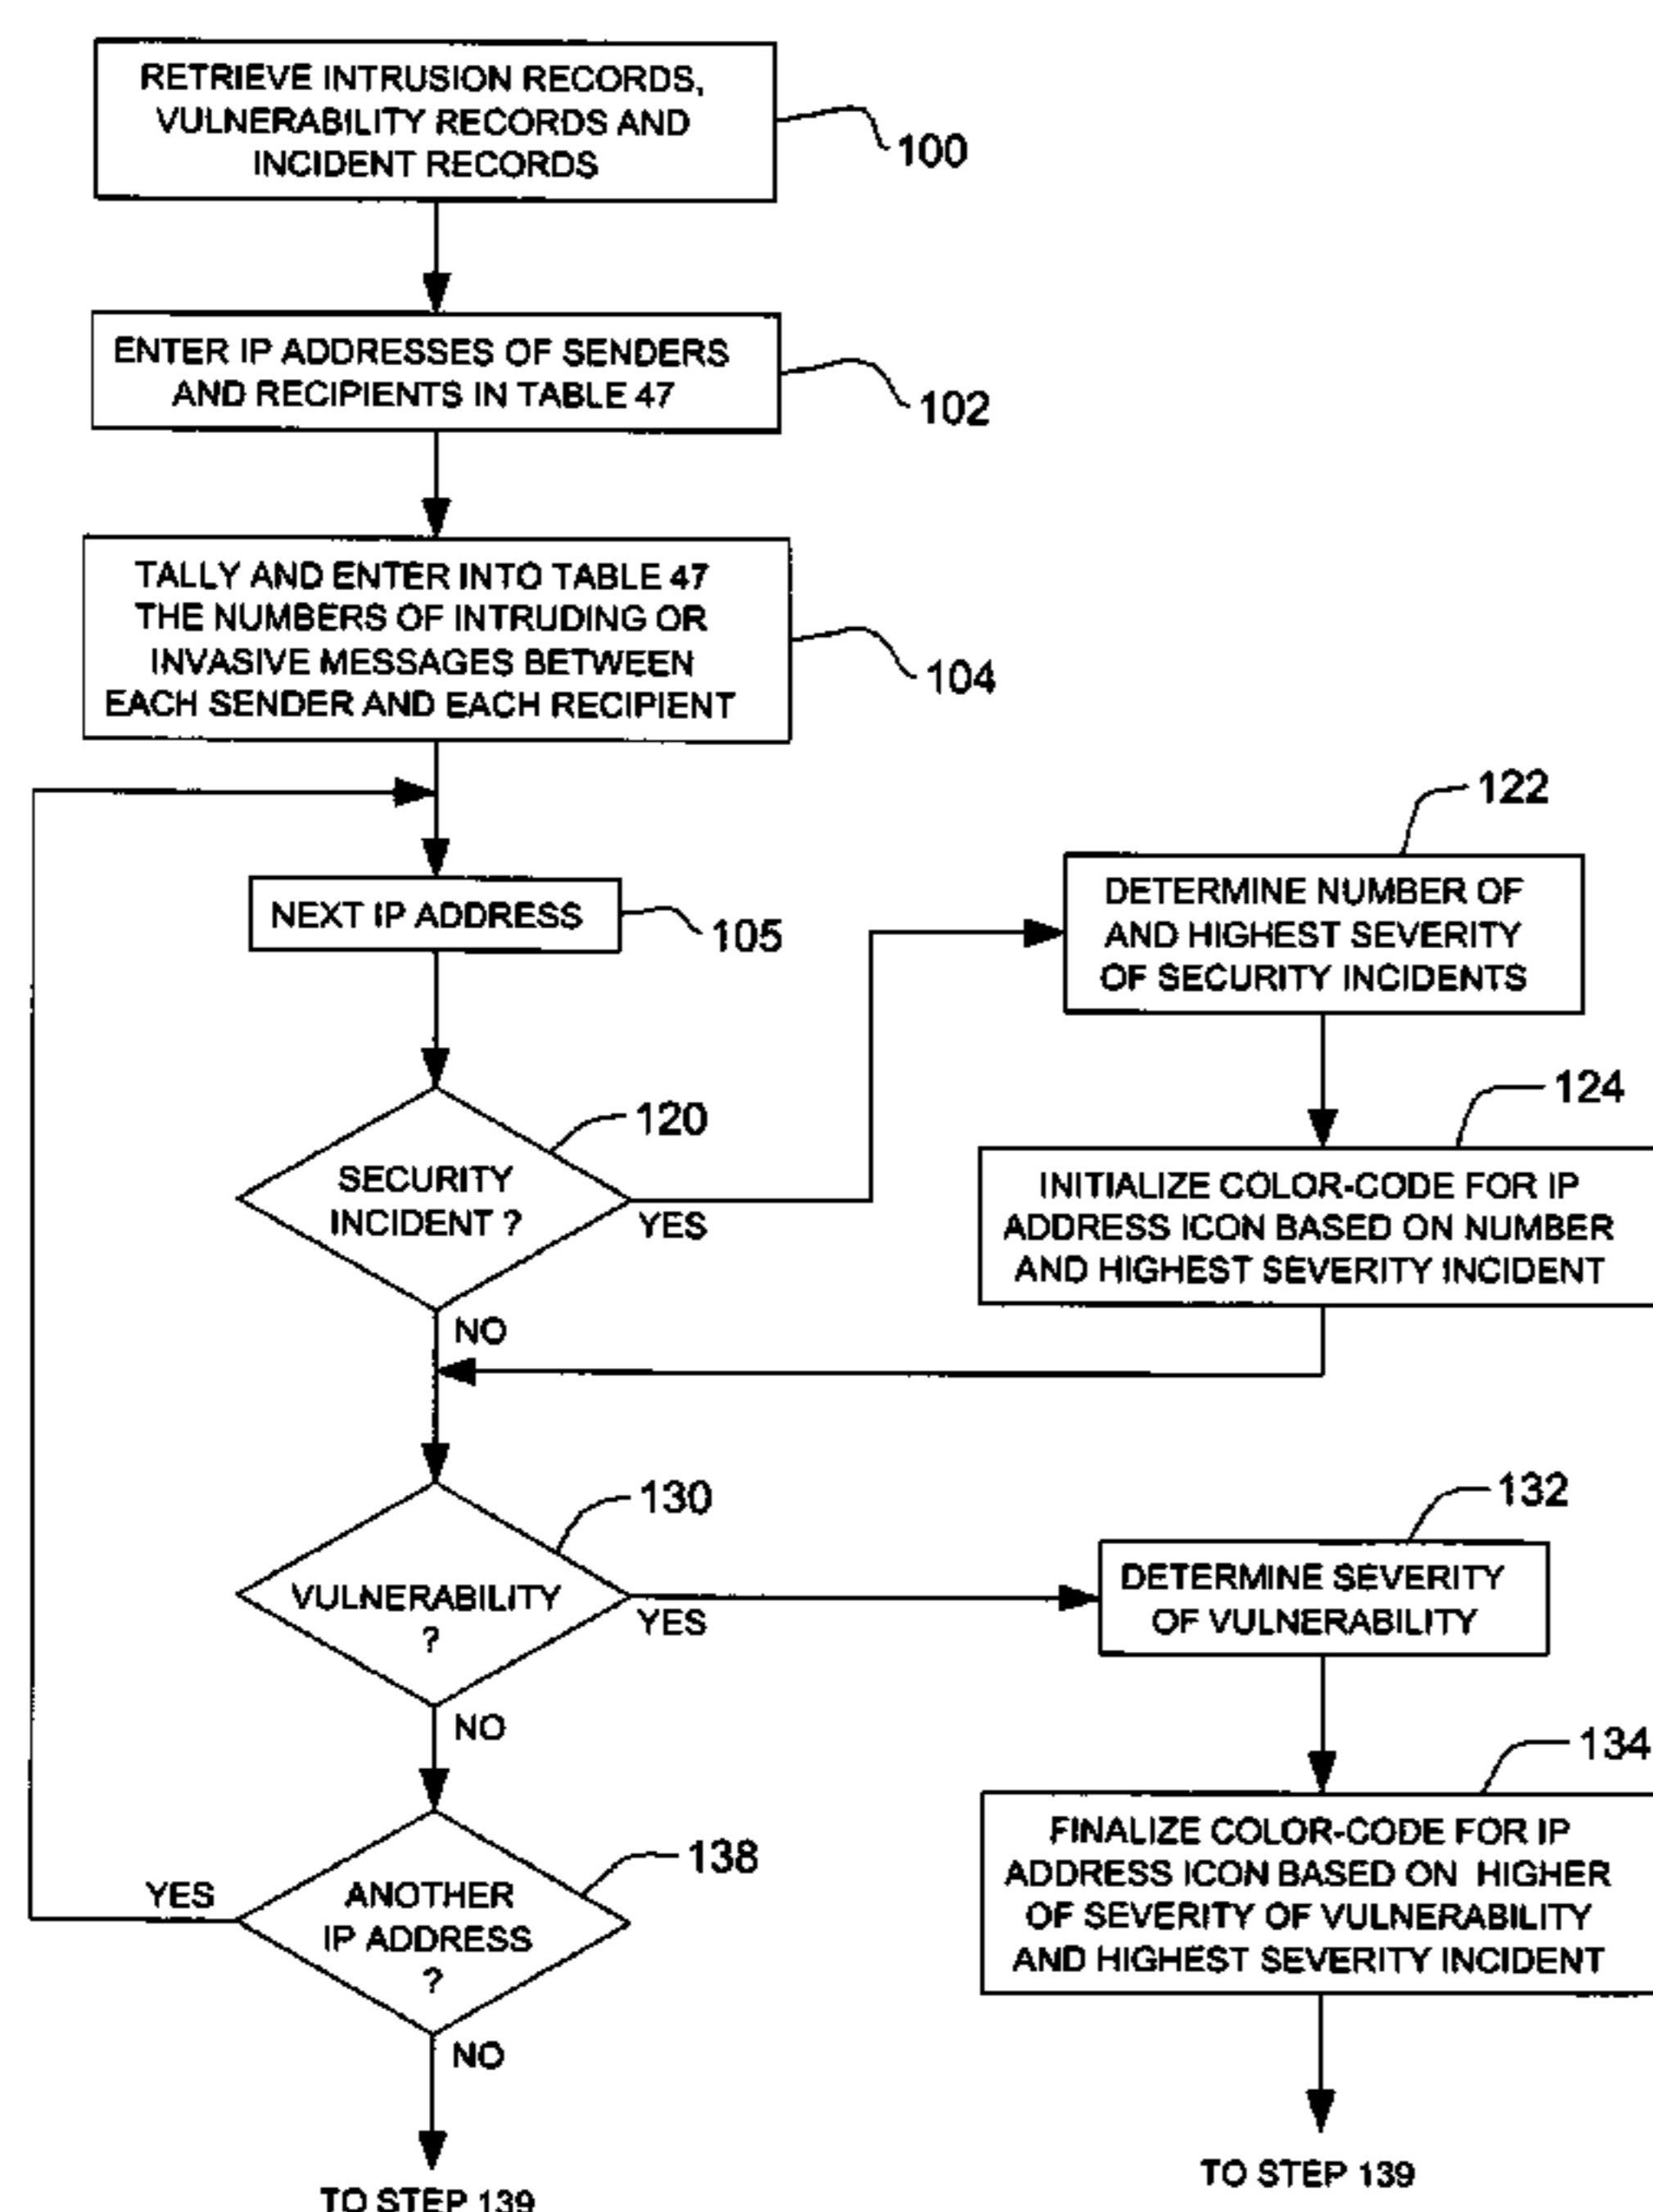 RETRIEVE INTRUSION RECORDS,
VULNERABILITY RECORDS AND
INCIDENT RECORDS
100
ENTER IP ADDRESSES OF SENDERS
AND RECIPIENTS IN TABLE 47
102
TALLY AND ENTER INTO TABLE 47
THE NUMBERS OF INTRUDING OR
INVASIVE MESSAGES BETWEEN
EACH SENDER AND EACH RECIPIENT
104
NEXT IP ADDRESS
105
122
DETERMINE NUMBER OF
AND HIGHEST SEVERITY
OF SECURITY INCIDENTS
120
SECURITY
INCIDENT ?
YES
NO
124
INITIALIZE COLOR-CODE FOR IP
ADDRESS ICON BASED ON NUMBER
AND HIGHEST SEVERITY INCIDENT
130
VULNERABILITY
?
YES
NO
132
DETERMINE SEVERITY
OF VULNERABILITY
134
FINALIZE COLOR-CODE FOR IP
ADDRESS ICON BASED ON HIGHER
OF SEVERITY OF VULNERABILITY
AND HIGHEST SEVERITY INCIDENT
138
YES
ANOTHER
IP ADDRESS
?
NO
TO STEP 139
TO STEP 139